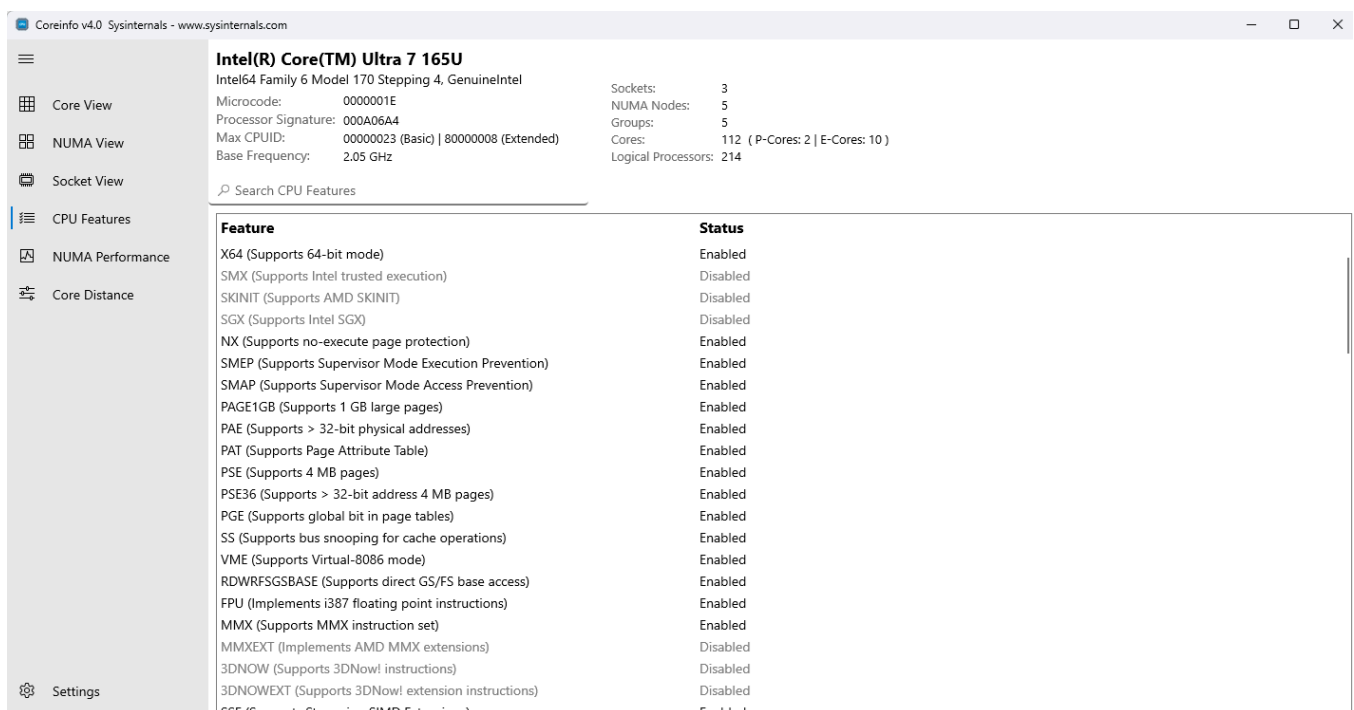 Coreinfo v4.0 Sysinternals - www.sysinternals.com
Core View
NUMA View
Socket View
CPU Features
NUMA Performance
Core Distance
Settings
Intel(R) Core(TM) Ultra 7 165U
Intel64 Family 6 Model 170 Stepping 4, GenuineIntel
Microcode: 0000001E
Processor Signature: 000A06A4
Max CPUID: 00000023 (Basic) | 80000008 (Extended)
Base Frequency: 2.05 GHz
Sockets: 3
NUMA Nodes: 5
Groups: 5
Cores: 112 ( P-Cores: 2 | E-Cores: 10 )
Logical Processors: 214
Search CPU Features
Feature Status
X64 (Supports 64-bit mode) Enabled
SMX (Supports Intel trusted execution) Disabled
SKINIT (Supports AMD SKINIT) Disabled
SGX (Supports Intel SGX) Disabled
NX (Supports no-execute page protection) Enabled
SMEP (Supports Supervisor Mode Execution Prevention) Enabled
SMAP (Supports Supervisor Mode Access Prevention) Enabled
PAGE1GB (Supports 1 GB large pages) Enabled
PAE (Supports > 32-bit physical addresses) Enabled
PAT (Supports Page Attribute Table) Enabled
PSE (Supports 4 MB pages) Enabled
PSE36 (Supports > 32-bit address 4 MB pages) Enabled
PGE (Supports global bit in page tables) Enabled
SS (Supports bus snooping for cache operations) Enabled
VME (Supports Virtual-8086 mode) Enabled
RDWRFSGSBASE (Supports direct GS/FS base access) Enabled
FPU (Implements i387 floating point instructions) Enabled
MMX (Supports MMX instruction set) Enabled
MMXEXT (Implements AMD MMX extensions) Disabled
3DNOW (Supports 3DNow! instructions) Disabled
3DNOWEXT (Supports 3DNow! extension instructions) Disabled